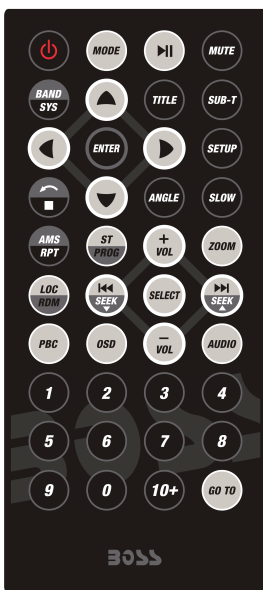 MODE MUTE
BAND
SYS
TITLE SUB-T
ENTER SETUP
ANGLE SLOW
AMS
RPT
ST
PROG
+
VOL
ZOOM
LOC
RDM
SEEK
SELECT
SEEK
PBC OSD
−
VOL
AUDIO
1 2 3 4
5 6 7 8
9 0 10+ GO TO
BOSS